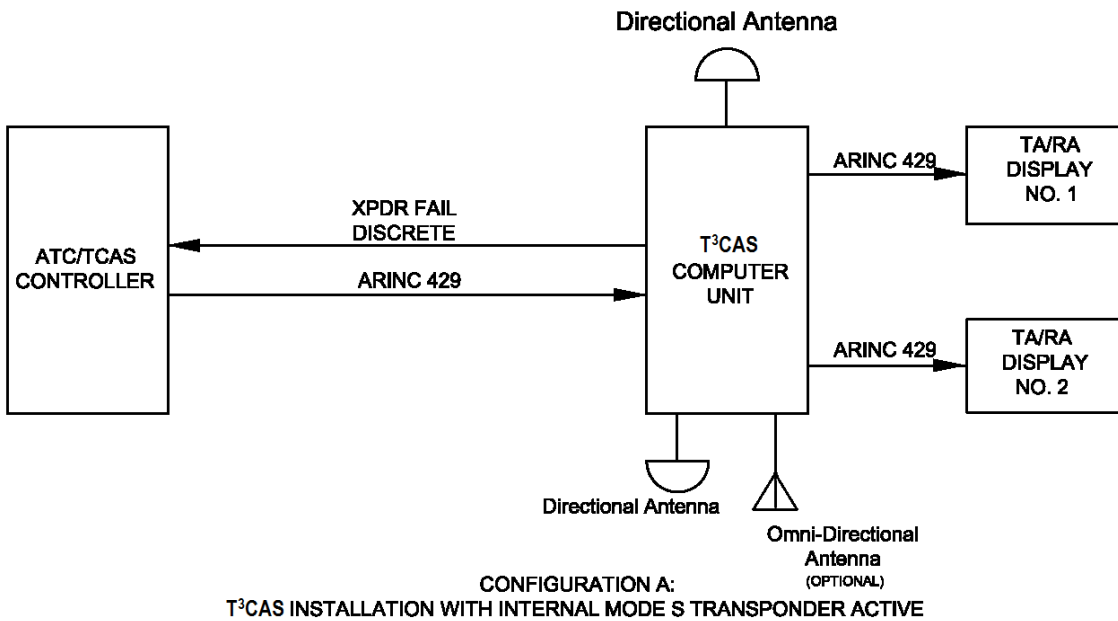 Directional Antenna
ATC/TCAS
CONTROLLER
XPDR FAIL
DISCRETE
ARINC 429
T³CAS
COMPUTER
UNIT
ARINC 429
TA/RA
DISPLAY
NO. 1
ARINC 429
TA/RA
DISPLAY
NO. 2
Directional Antenna
Omni-Directional
Antenna
(OPTIONAL)
CONFIGURATION A:
T³CAS INSTALLATION WITH INTERNAL MODE S TRANSPONDER ACTIVE